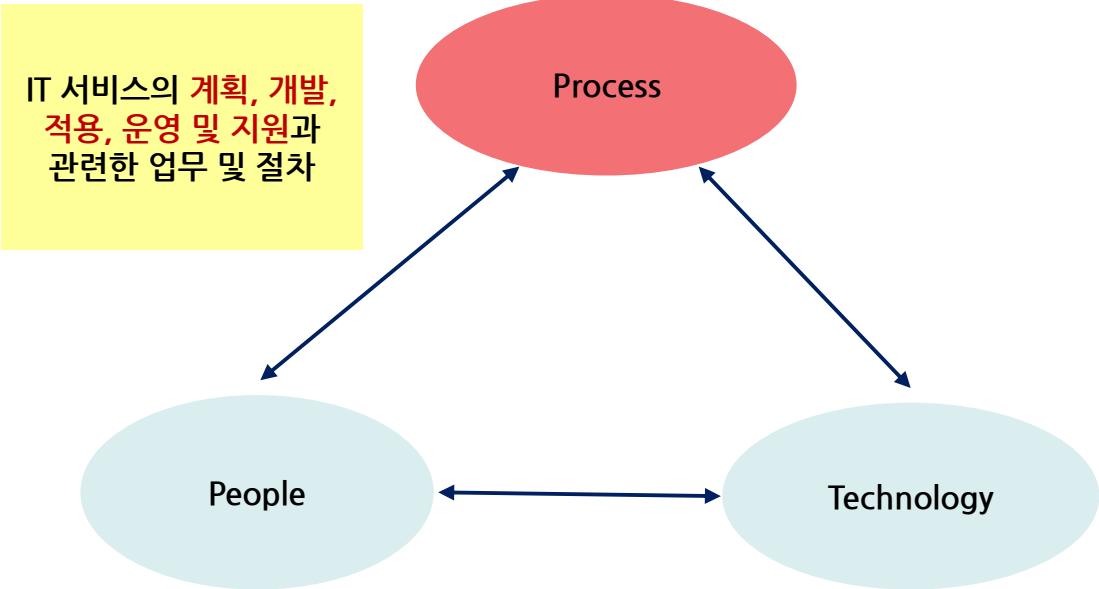 IT 서비스의 계획, 개발,
적용, 운영 및 지원과
관련한 업무 및 절차
Process
People
Technology